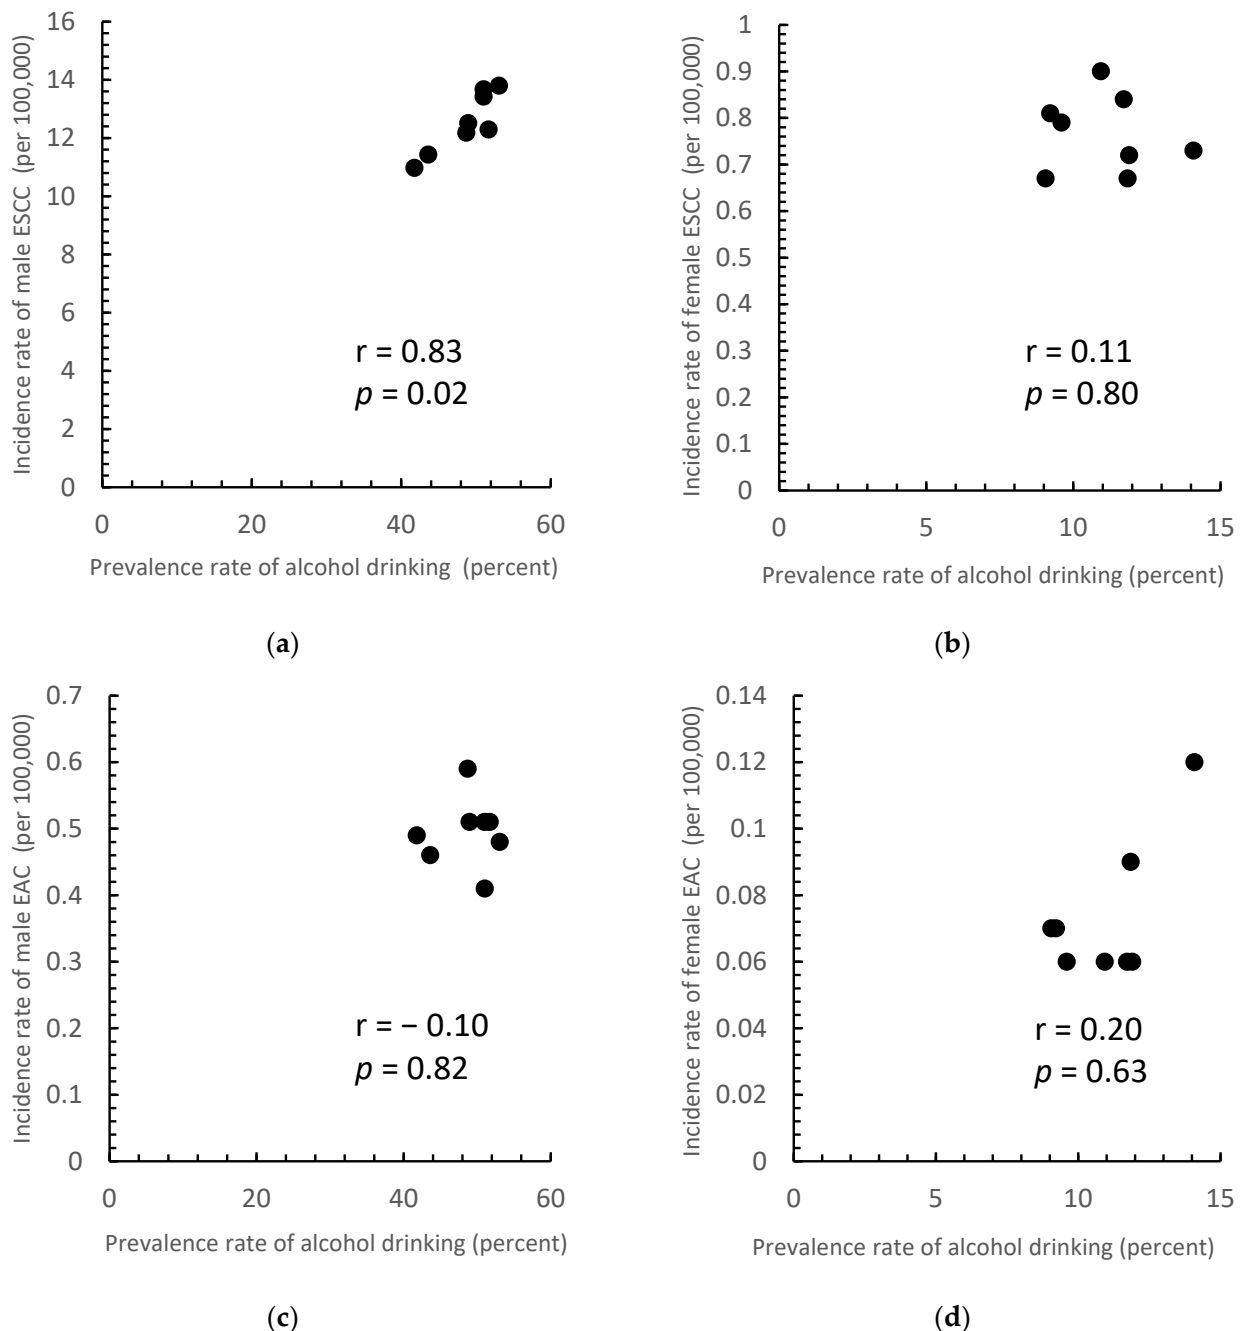 Incidence rate of male ESCC (per 100,000)
16
14
12
10
8
6
4
2
0
r = 0.83
p = 0.02
0 20 40 60
Prevalence rate of alcohol drinking (percent)
(a)
Incidence rate of female ESCC (per 100,000)
1
0.9
0.8
0.7
0.6
0.5
0.4
0.3
0.2
0.1
0
r = 0.11
p = 0.80
0 5 10 15
Prevalence rate of alcohol drinking (percent)
(b)
Incidence rate of male EAC (per 100,000)
0.7
0.6
0.5
0.4
0.3
0.2
0.1
0
r = − 0.10
p = 0.82
0 20 40 60
Prevalence rate of alcohol drinking (percent)
(c)
Incidence rate of female EAC (per 100,000)
0.14
0.12
0.1
0.08
0.06
0.04
0.02
0
r = 0.20
p = 0.63
0 5 10 15
Prevalence rate of alcohol drinking (percent)
(d)